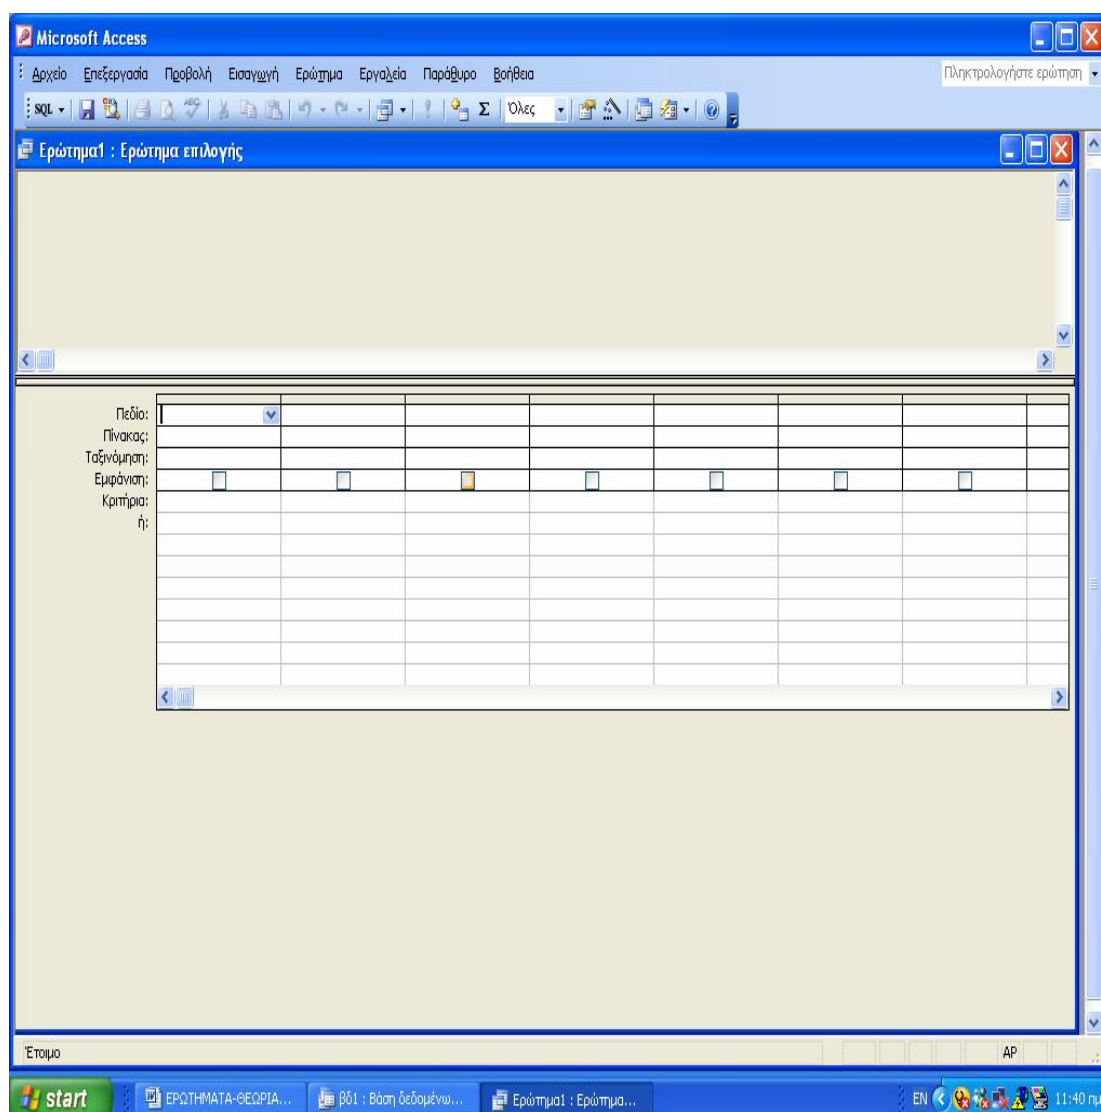 Microsoft Access
Αρχείο Επεξεργασία Προβολή Εισαγωγή Ερώτημα Εργαλεία Παράθυρο Βοήθεια Πληκτρολογήστε ερώτηση
SQL Σ Όλες
Ερώτημα1 : Ερώτημα επιλογής
Πεδίο:
Πίνακας:
Ταξινόμηση:
Εμφάνιση:
Κριτήρια:
ή:
Έτοιμο AP
start ΕΡΩΤΗΜΑΤΑ-ΘΕΩΡΙΑ... βδ1 : Βάση δεδομένω... Ερώτημα1 : Ερώτημα... EN 11:40 πμ